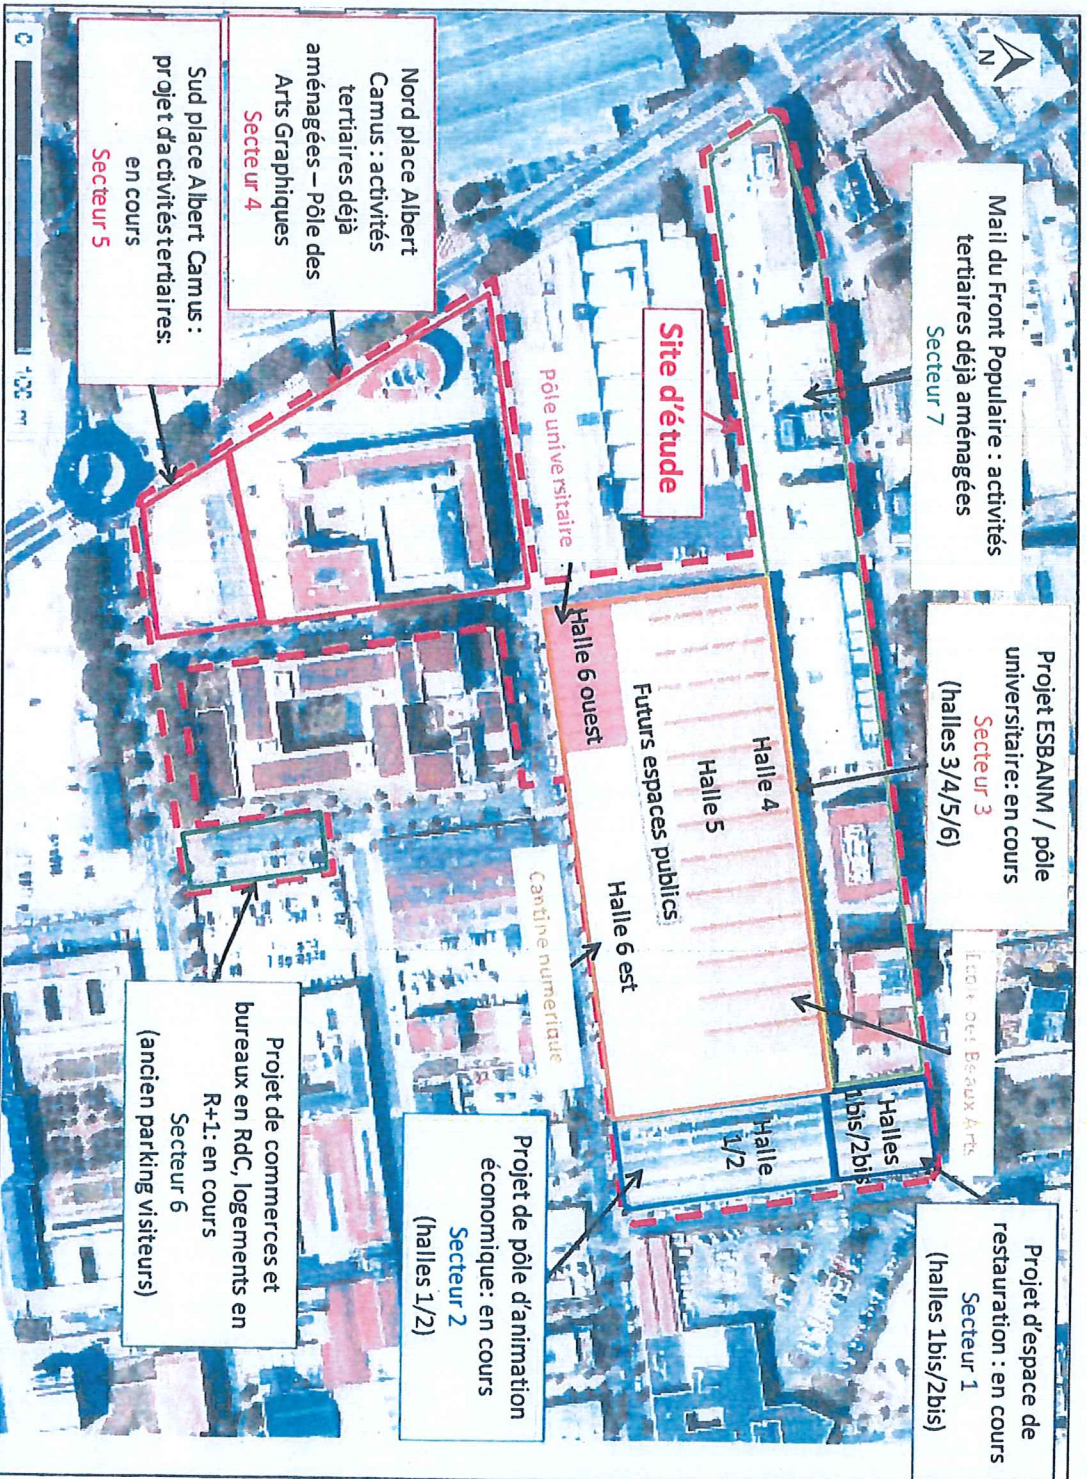 N
Mail du Front Populaire : activités
tertiaires déjà aménagées
Secteur 7
Projet ESBANM / pôle
universitaire: en cours
Secteur 3
(halles 3/4/5/6)
Projet d'espace de
restauration : en cours
Secteur 1
(halles 1bis/2bis)
École des Beaux Arts
Halles
1bis/2bis
Halle
1/2
Halle 4
Halle 5
Futurs espaces publics
Halle 6 ouest
Halle 6 est
Site d'étude
Pôle universitaire
Cantine numerique
Nord place Albert
Camus : activités
tertiaires déjà
aménagées – Pôle des
Arts Graphiques
Secteur 4
Sud place Albert Camus :
projet d'activités tertiaires:
en cours
Secteur 5
Projet de pôle d'animation
économique: en cours
Secteur 2
(halles 1/2)
Projet de commerces et
bureaux en RdC, logements en
R+1: en cours
Secteur 6
(ancien parking visiteurs)
0
100 m